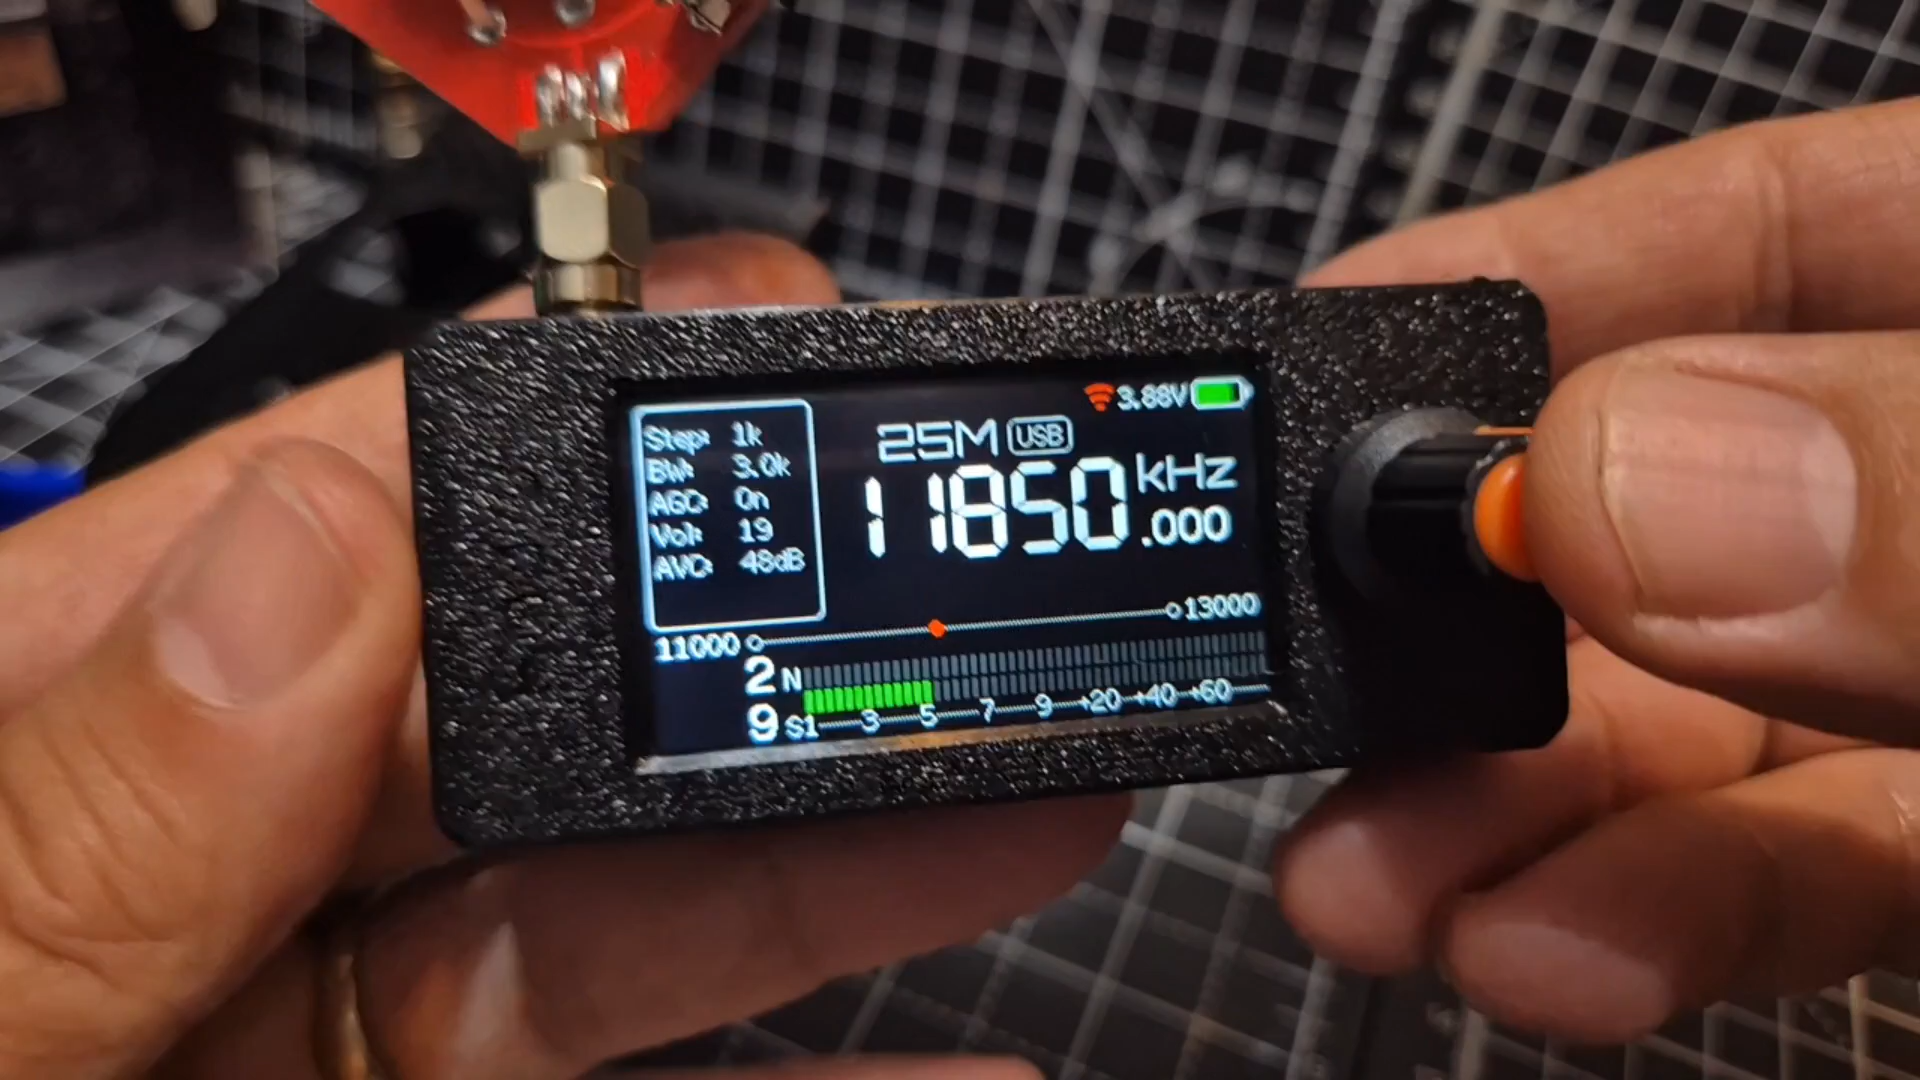 3.88V
25M USB
11850 kHz
.000
Step: 1k
BW: 3.0k
AGC: On
Vol: 19
AVC: 48dB
11000 13000
2 N
9 S1 3 5 7 9 +20 +40 +60